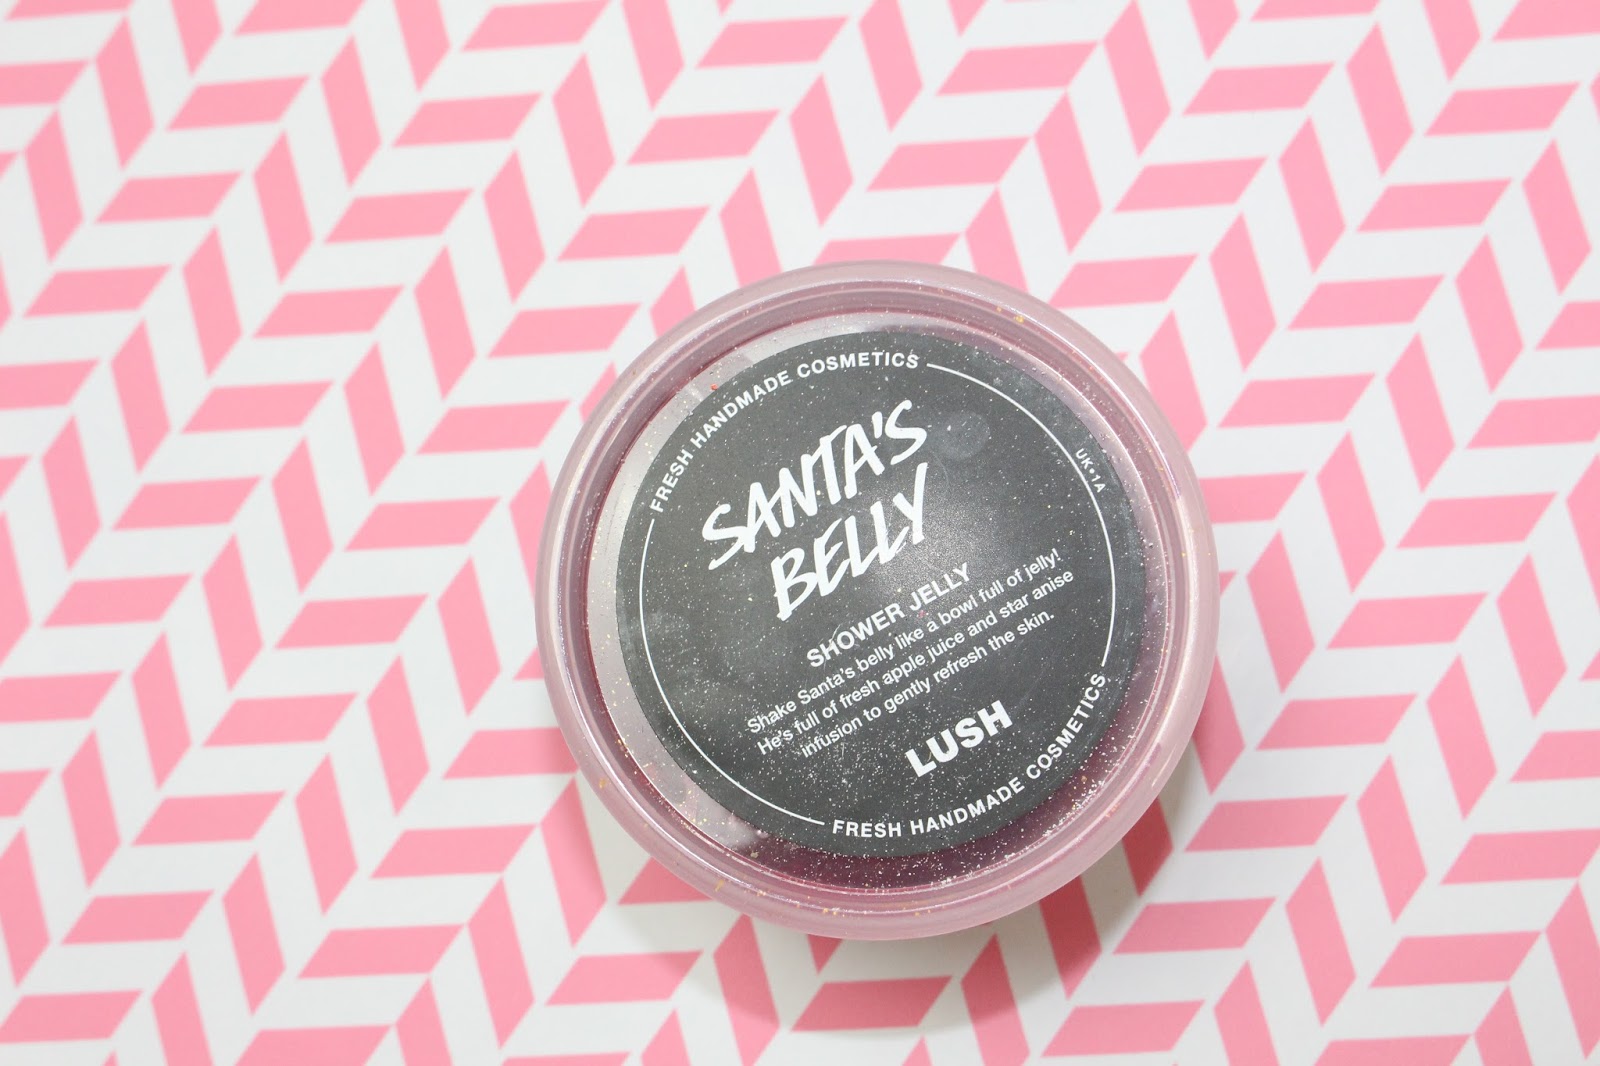 FRESH HANDMADE COSMETICS
UK•1A
SANTA'S
BELLY
SHOWER JELLY
Shake Santa's belly like a bowl full of jelly!
He's full of fresh apple juice and star anise
infusion to gently refresh the skin.
LUSH
FRESH HANDMADE COSMETICS